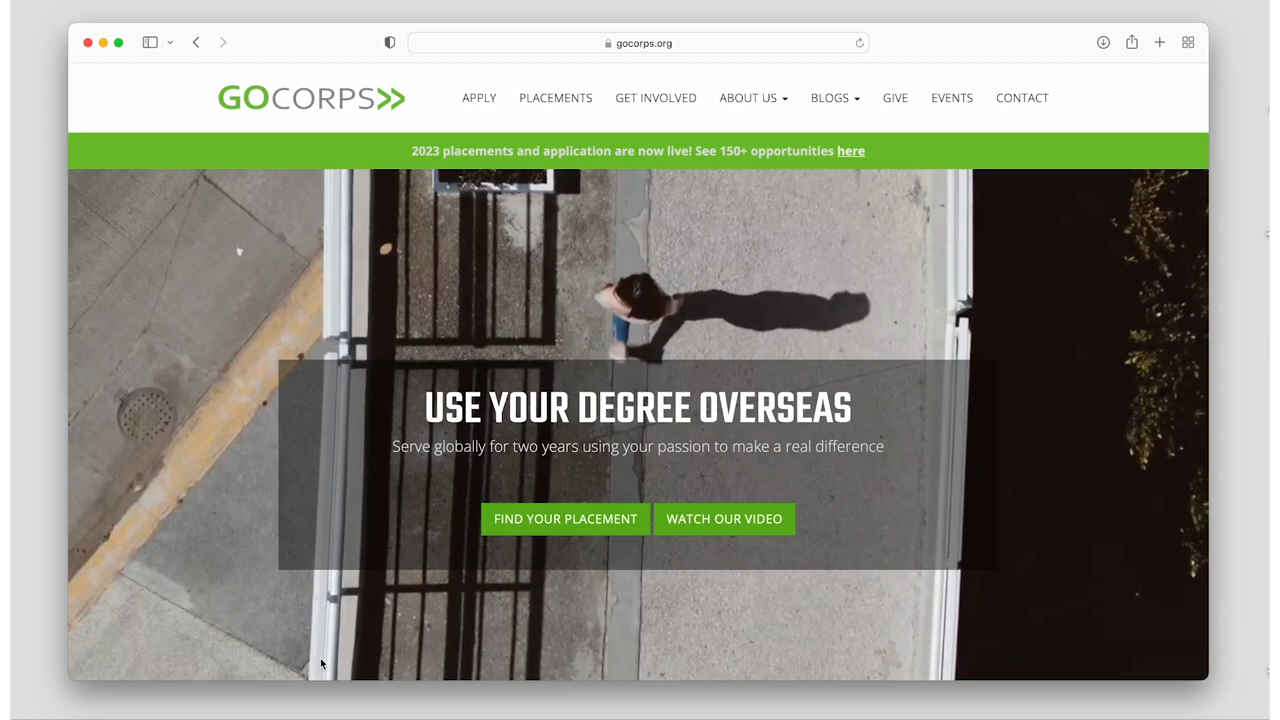 gocorps.org
GOCORPS
APPLY PLACEMENTS GET INVOLVED ABOUT US BLOGS GIVE EVENTS CONTACT
2023 placements and application are now live! See 150+ opportunities here
USE YOUR DEGREE OVERSEAS
Serve globally for two years using your passion to make a real difference
FIND YOUR PLACEMENT WATCH OUR VIDEO